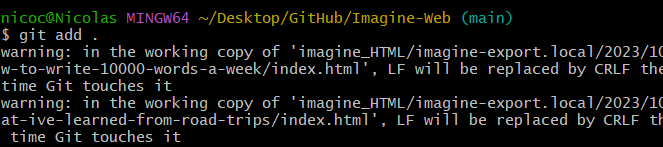 nicoc@Nicolas MINGW64 ~/Desktop/GitHub/Imagine-Web (main)
$ git add .
warning: in the working copy of 'imagine_HTML/imagine-export.local/2023/10
w-to-write-10000-words-a-week/index.html', LF will be replaced by CRLF the
time Git touches it
warning: in the working copy of 'imagine_HTML/imagine-export.local/2023/10
at-ive-learned-from-road-trips/index.html', LF will be replaced by CRLF th
time Git touches it